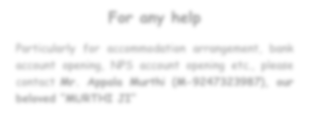 For any help
Particularly for accommodation arrangement, bank
account opening, NPS account opening etc., please
contact Mr. Appala Murthi (M-9247323987), our
beloved "MURTHI JI"